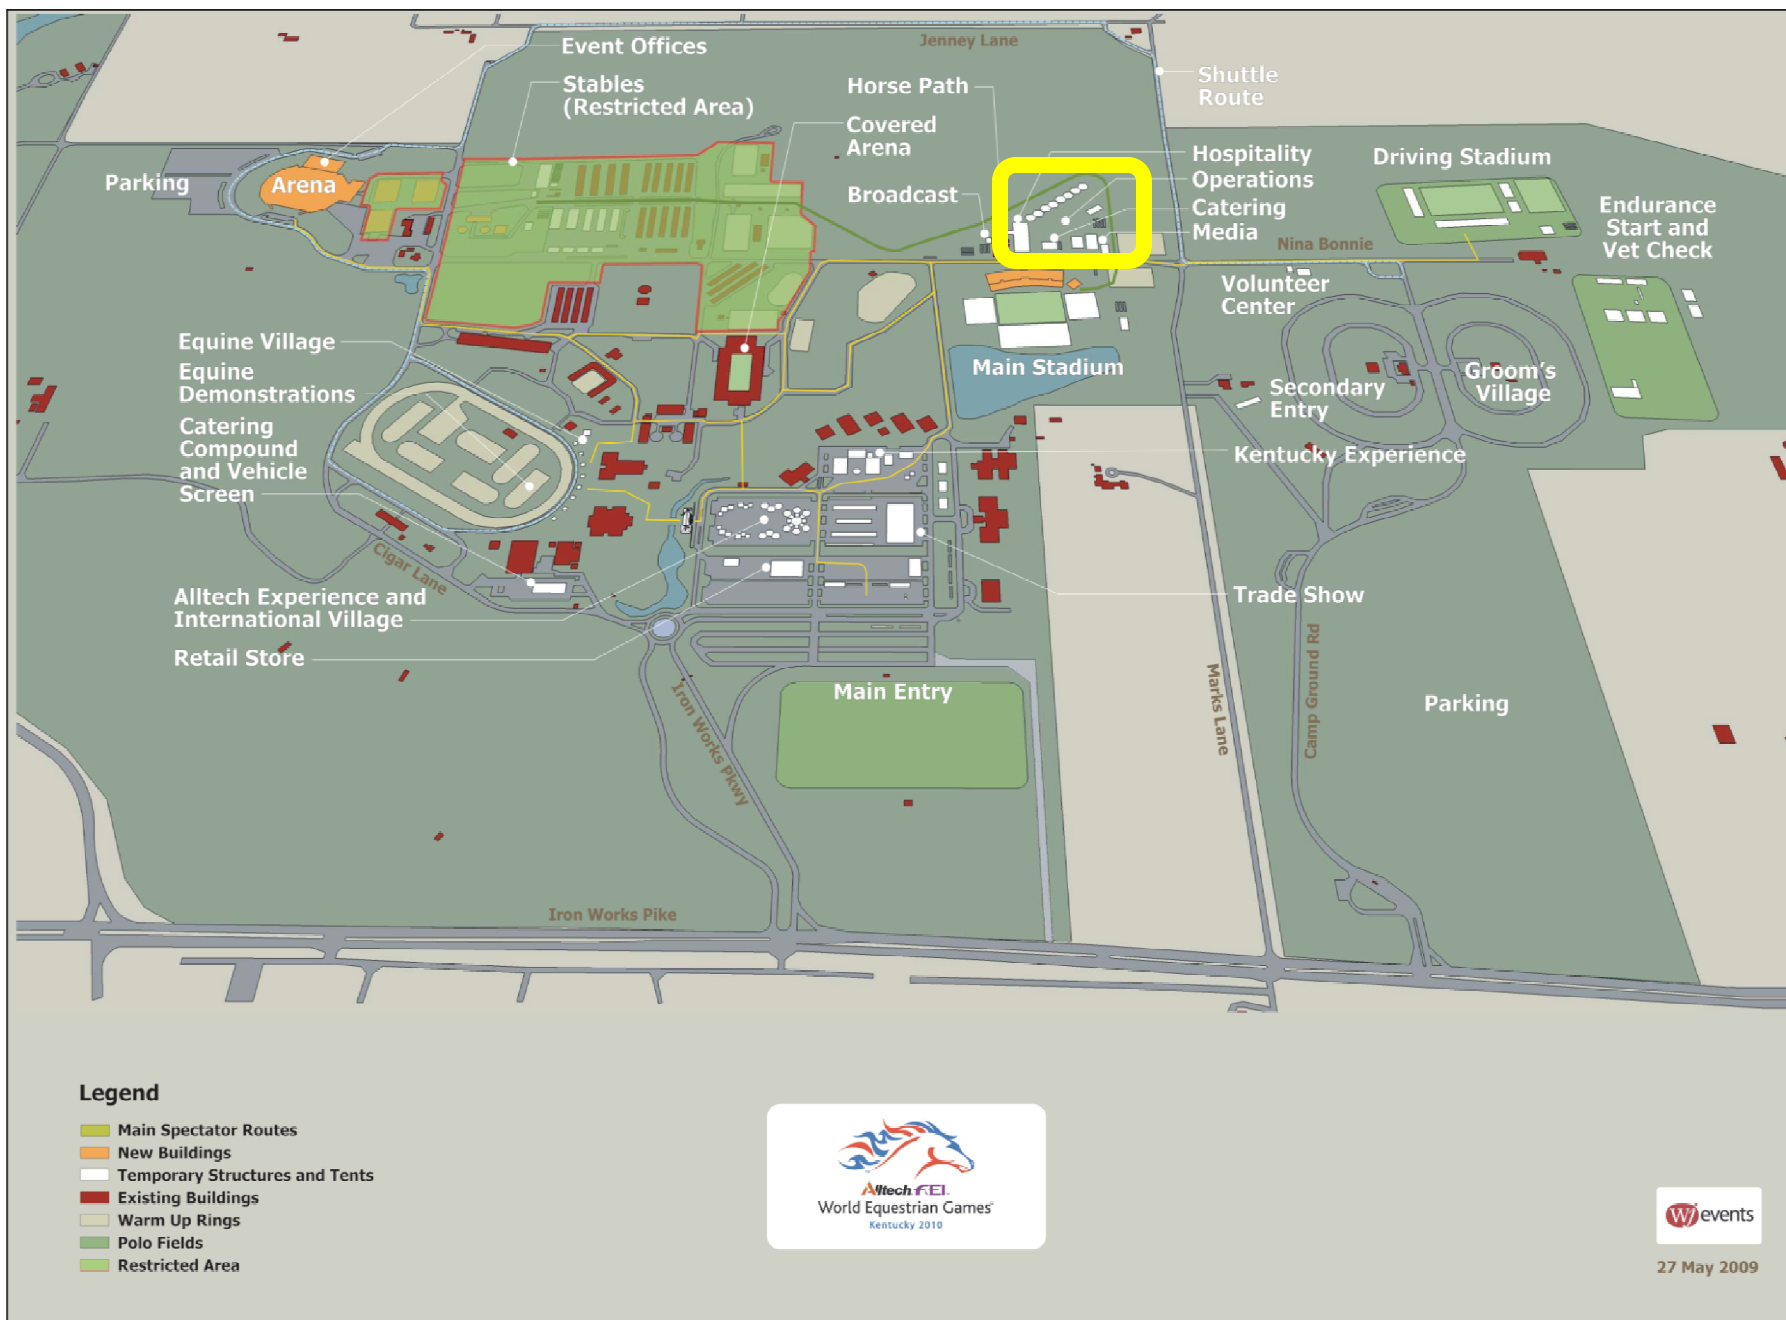 Jenney Lane
Event Offices
Stables
(Restricted Area)
Horse Path
Covered
Arena
Shuttle
Route
Hospitality
Operations
Catering
Media
Broadcast
Driving Stadium
Parking
Arena
Endurance
Start and
Vet Check
Nina Bonnie
Volunteer
Center
Equine Village
Equine
Demonstrations
Catering
Compound
and Vehicle
Screen
Main Stadium
Secondary
Entry
Groom's
Village
Kentucky Experience
Cigar Lane
Alltech Experience and
International Village
Retail Store
Trade Show
Main Entry
Iron Works Pkwy
Marks Lane
Camp Ground Rd
Parking
Iron Works Pike
Legend
Main Spectator Routes
New Buildings
Temporary Structures and Tents
Existing Buildings
Warm Up Rings
Polo Fields
Restricted Area
Alltech FEI
World Equestrian Games
Kentucky 2010
WJ events
27 May 2009